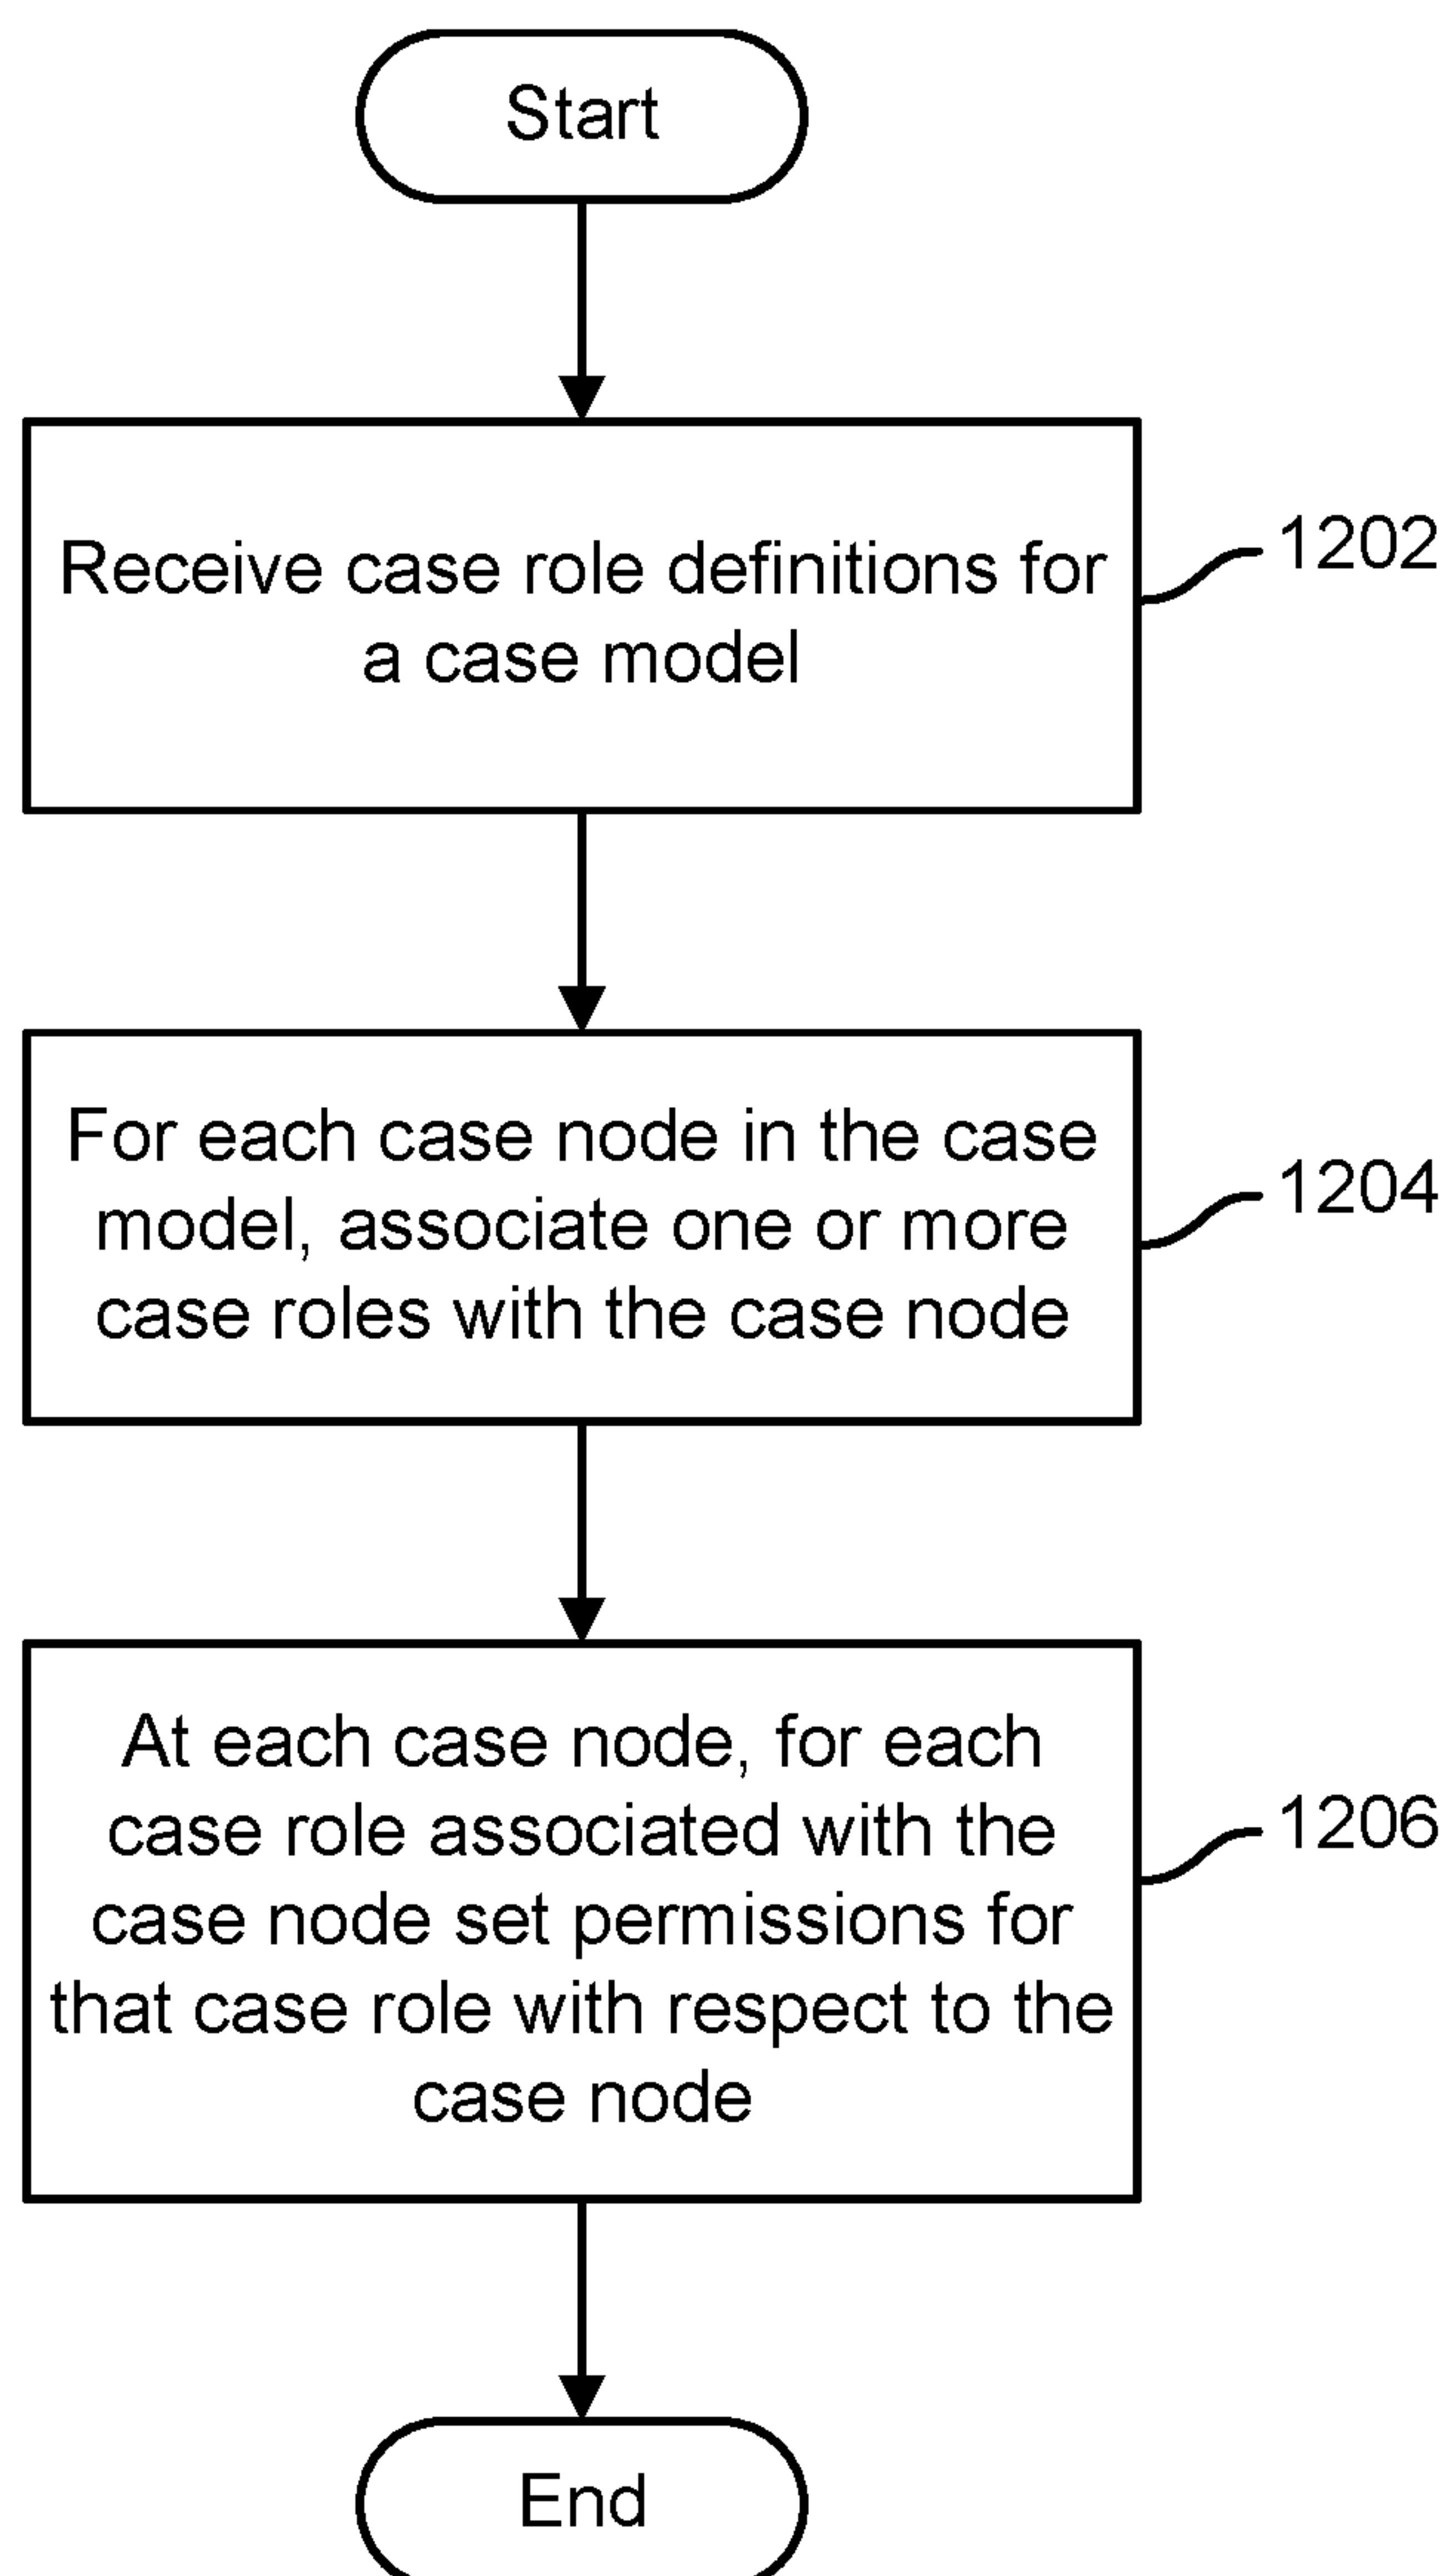 Start
Receive case role definitions for
a case model
1202
For each case node in the case
model, associate one or more
case roles with the case node
1204
At each case node, for each
case role associated with the
case node set permissions for
that case role with respect to the
case node
1206
End